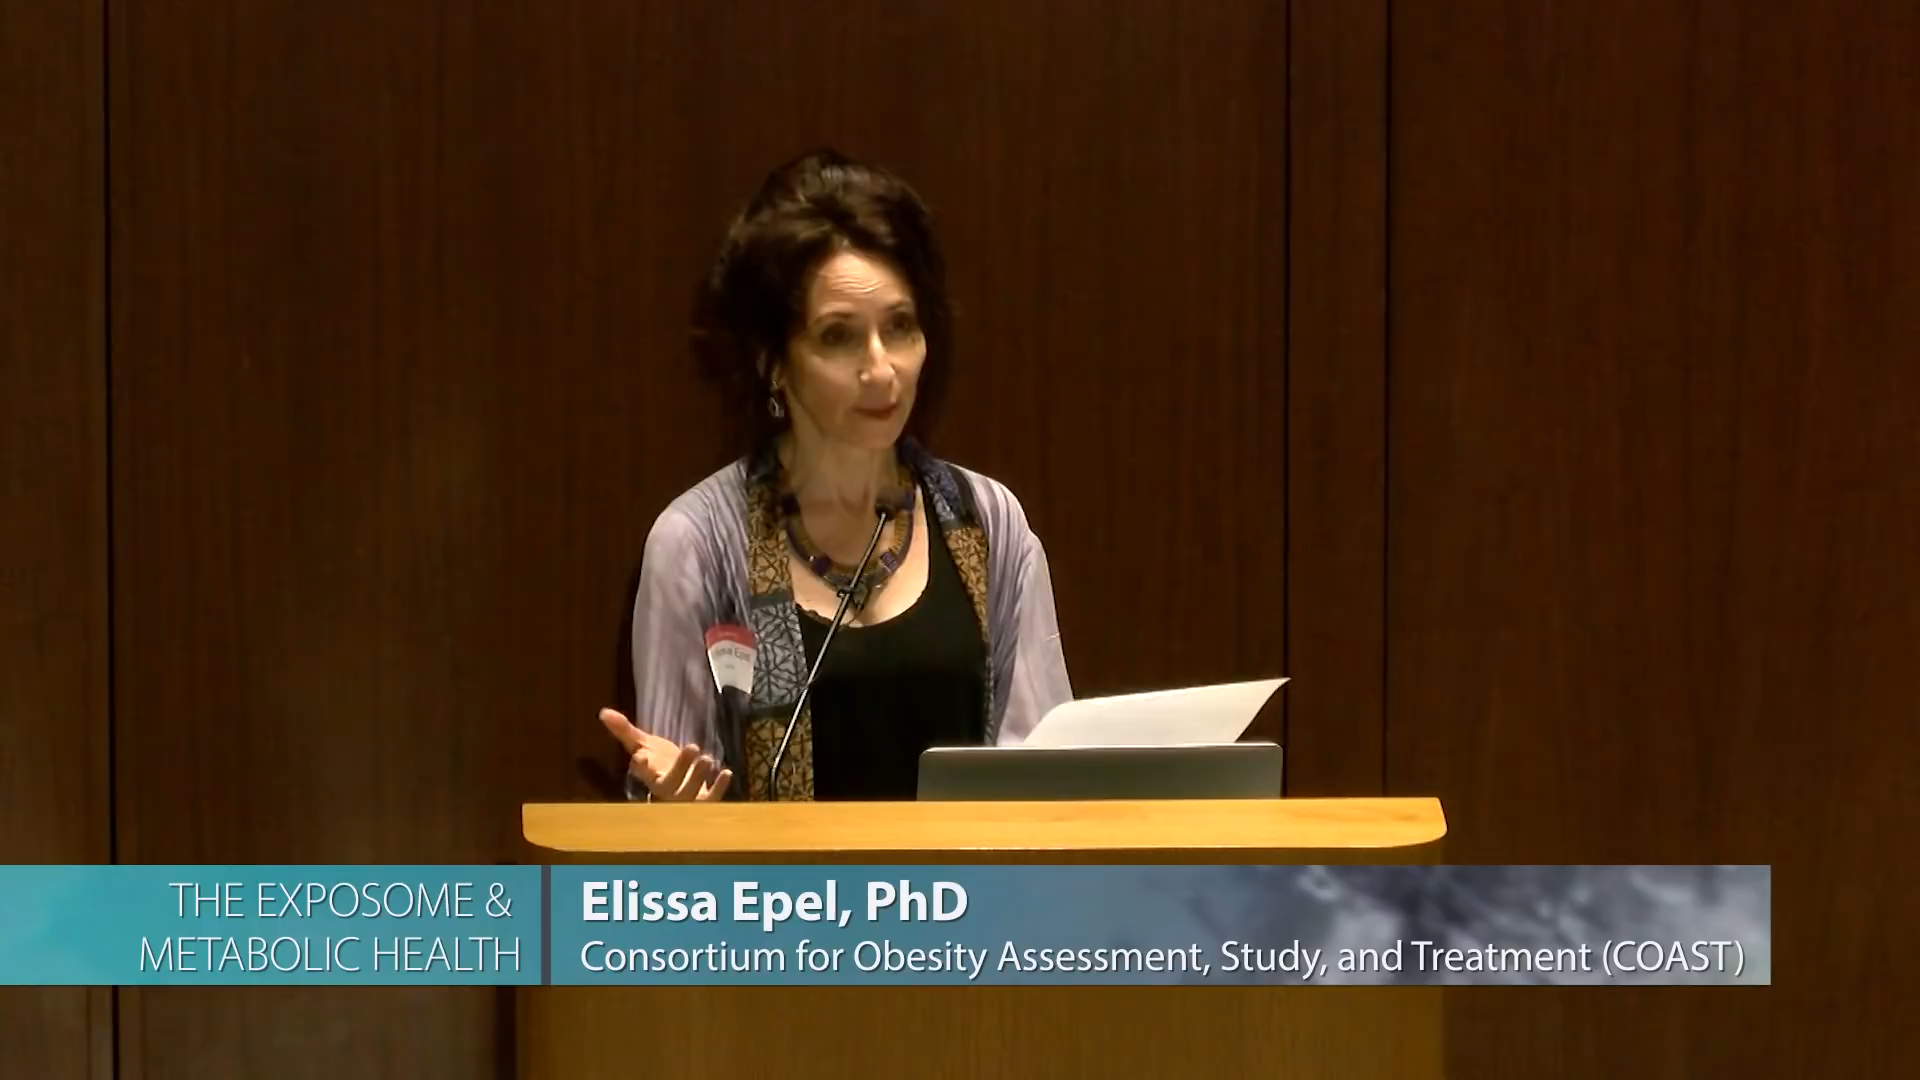 THE EXPOSOME &
METABOLIC HEALTH
Elissa Epel, PhD
Consortium for Obesity Assessment, Study, and Treatment (COAST)